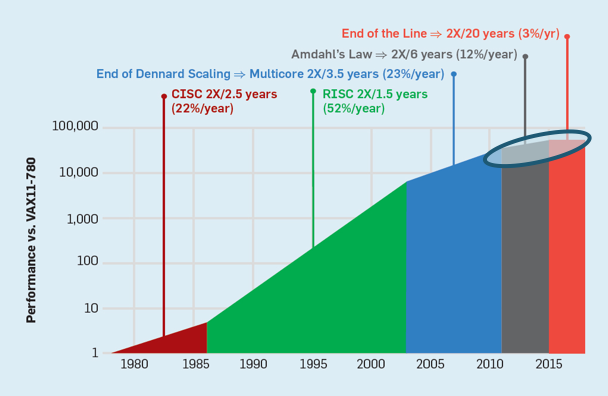 End of the Line ⇒ 2X/20 years (3%/yr)
Amdahl's Law ⇒ 2X/6 years (12%/year)
End of Dennard Scaling ⇒ Multicore 2X/3.5 years (23%/year)
CISC 2X/2.5 years
(22%/year)
RISC 2X/1.5 years
(52%/year)
Performance vs. VAX11-780
100,000
10,000
1,000
100
10
1
1980 1985 1990 1995 2000 2005 2010 2015